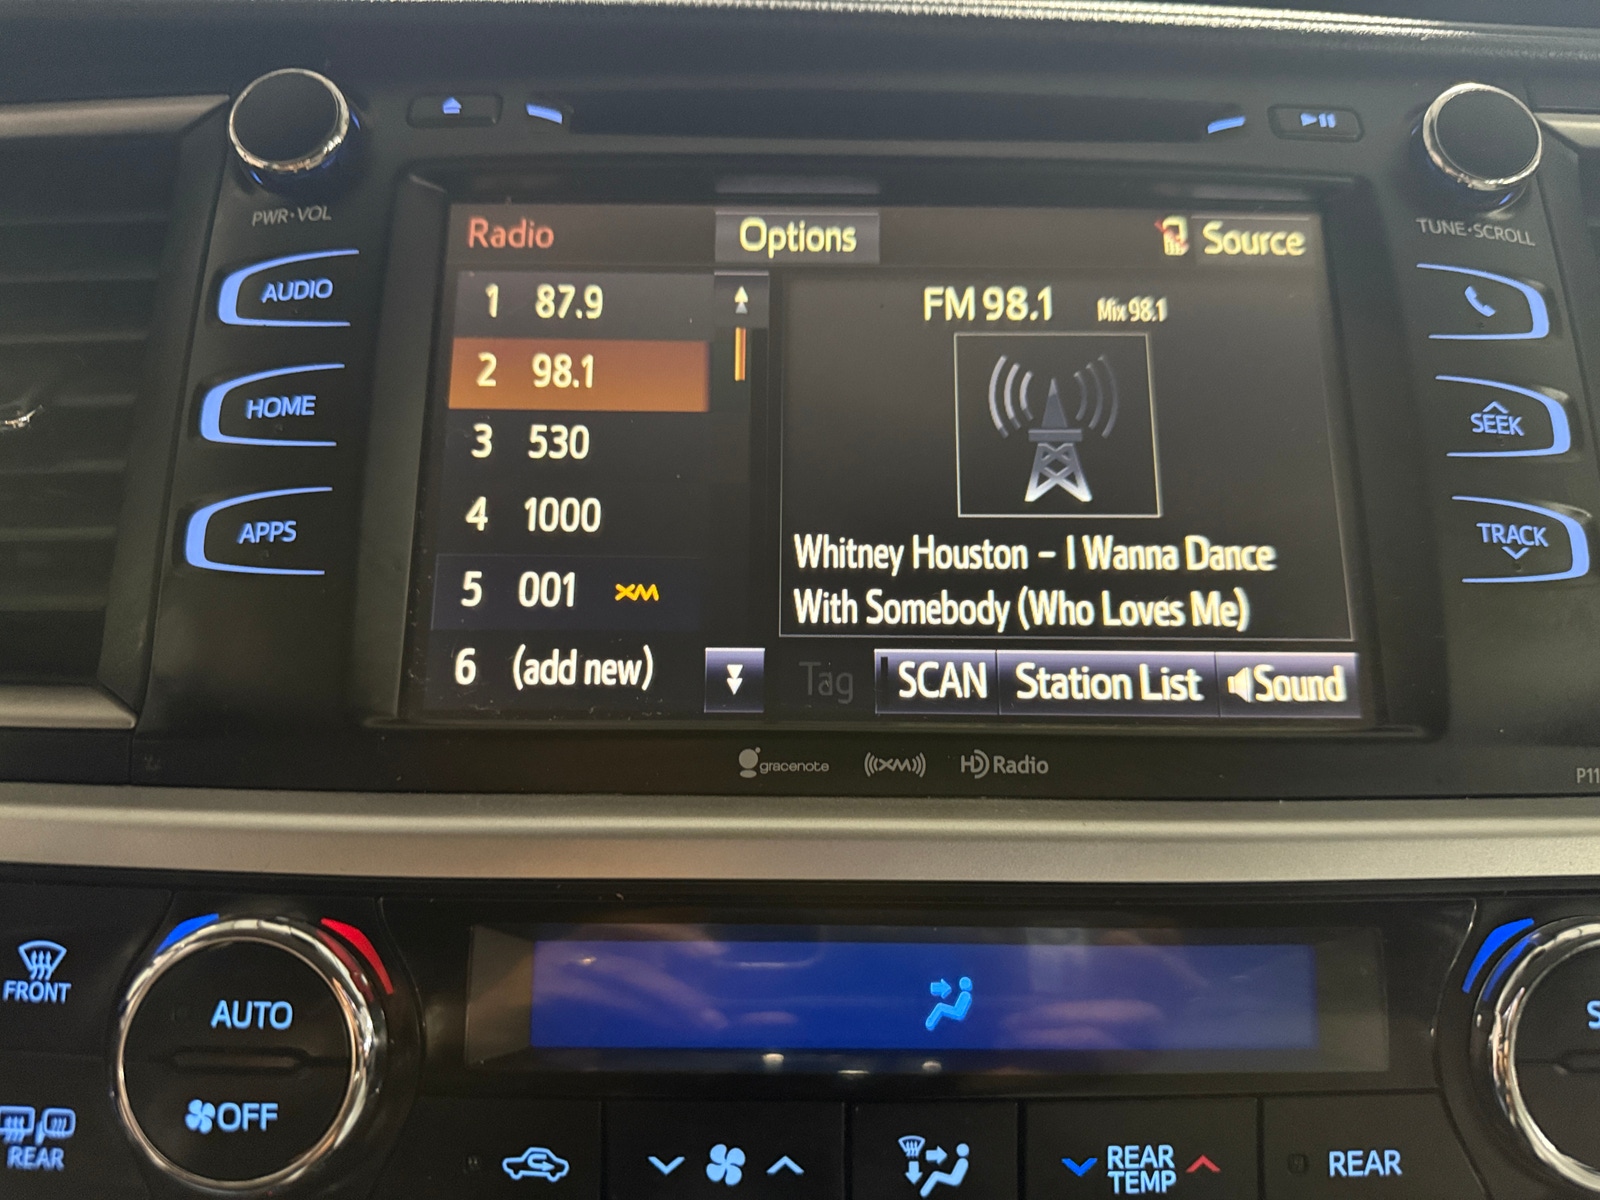 PWR·VOL
TUNE·SCROLL
AUDIO
HOME
APPS
SEEK
TRACK
Radio
Options
Source
1 87.9
2 98.1
3 530
4 1000
5 001 XM
6 (add new)
FM 98.1 Mix 98.1
Whitney Houston – I Wanna Dance
With Somebody (Who Loves Me)
Tag
SCAN
Station List
Sound
gracenote
((XM))
HD Radio
P11
FRONT
AUTO
OFF
REAR
REAR
TEMP
REAR
S